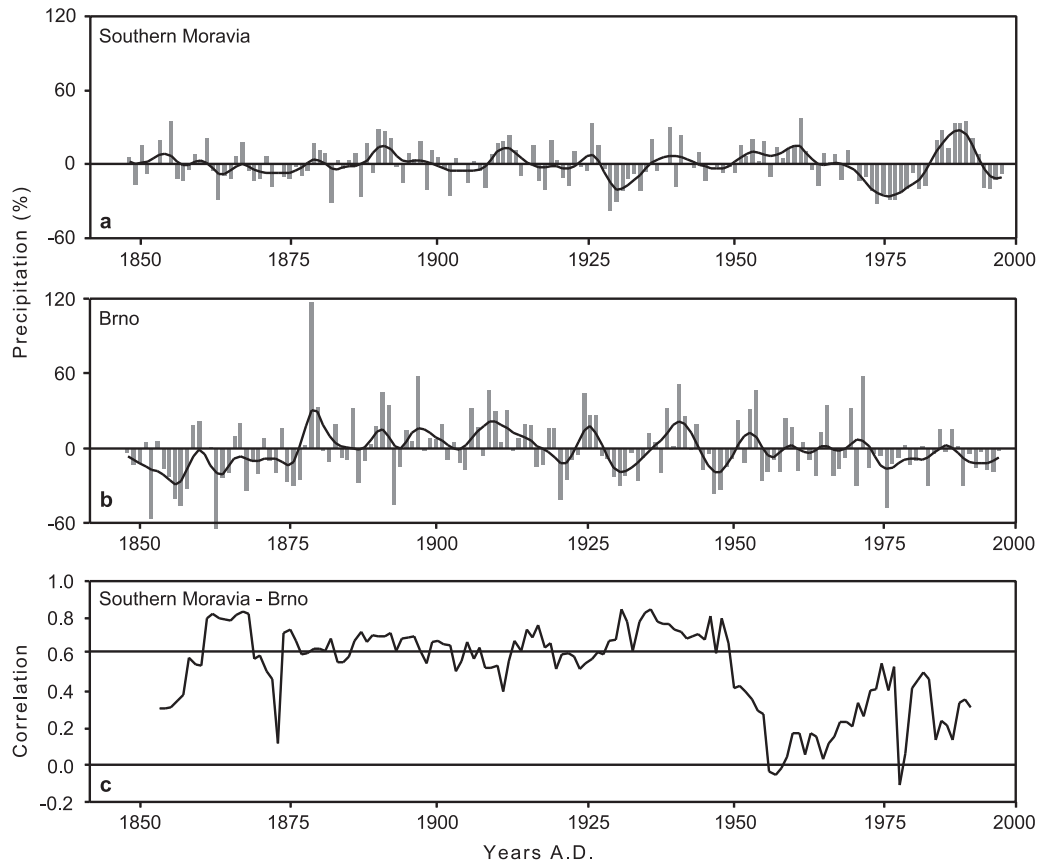 120
Southern Moravia
60
0
a
-60
1850 1875 1900 1925 1950 1975 2000
Precipitation (%)
120
Brno
60
0
b
-60
1850 1875 1900 1925 1950 1975 2000
1.0
Southern Moravia - Brno
0.8
0.6
0.4
0.2
0.0
c
-0.2
Correlation
1850 1875 1900 1925 1950 1975 2000
Years A.D.